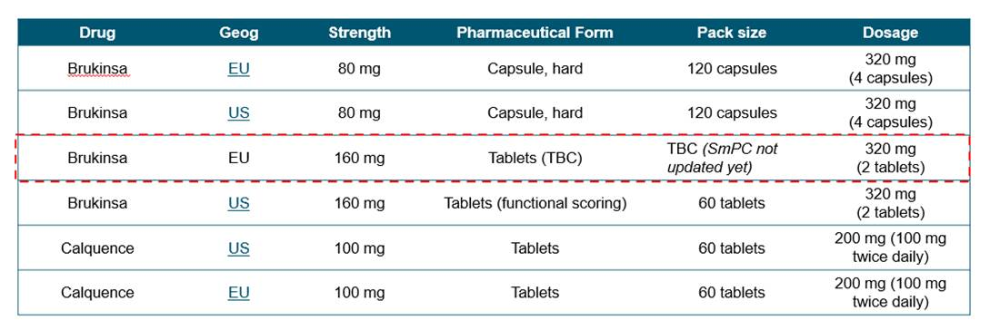 Drug Geog Strength Pharmaceutical Form Pack size Dosage
Brukinsa EU 80 mg Capsule, hard 120 capsules 320 mg
(4 capsules)
Brukinsa US 80 mg Capsule, hard 120 capsules 320 mg
(4 capsules)
Brukinsa EU 160 mg Tablets (TBC) TBC (SmPC not
updated yet) 320 mg
(2 tablets)
Brukinsa US 160 mg Tablets (functional scoring) 60 tablets 320 mg
(2 tablets)
Calquence US 100 mg Tablets 60 tablets 200 mg (100 mg
twice daily)
Calquence EU 100 mg Tablets 60 tablets 200 mg (100 mg
twice daily)